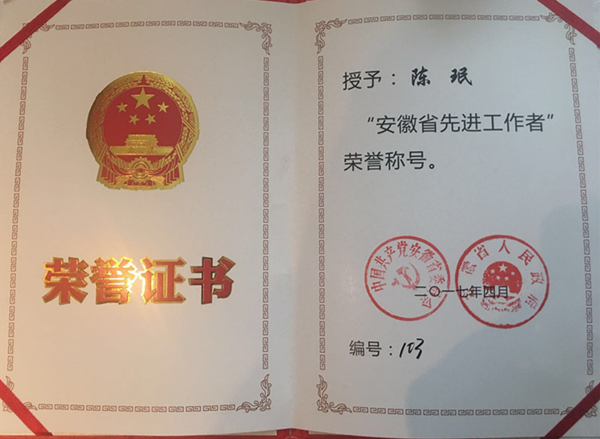 荣誉证书
授予：陈珉
“安徽省先进工作者”
荣誉称号。
中国共产党安徽省委员会
安徽省人民政府
二〇一七年四月
编号：103